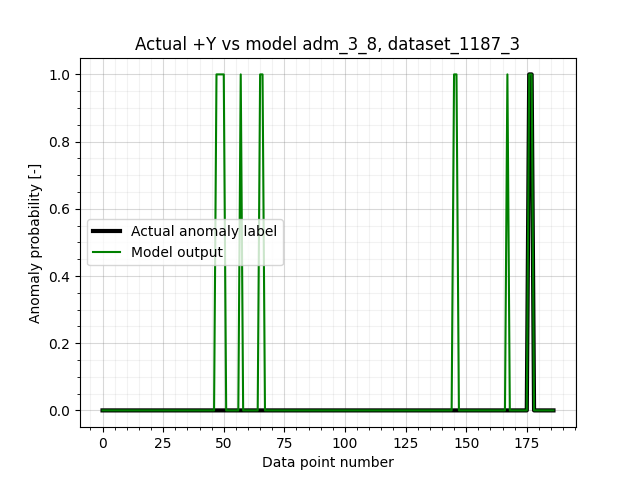 Actual +Y vs model adm_3_8, dataset_1187_3
Anomaly probability [-]
1.0
0.8
0.6
0.4
0.2
0.0
Actual anomaly label
Model output
0 25 50 75 100 125 150 175
Data point number